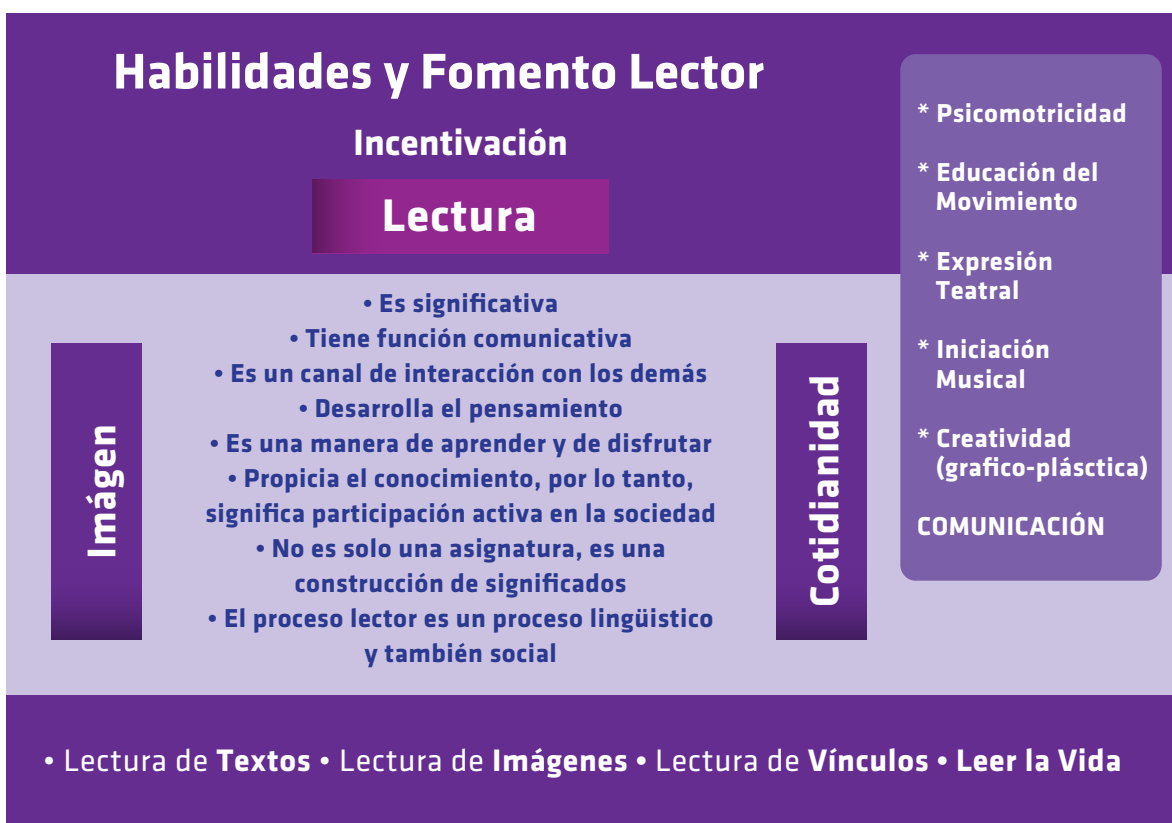 Habilidades y Fomento Lector
Incentivación
Lectura
Imágen
• Es significativa
• Tiene función comunicativa
• Es un canal de interacción con los demás
• Desarrolla el pensamiento
• Es una manera de aprender y de disfrutar
• Propicia el conocimiento, por lo tanto,
significa participación activa en la sociedad
• No es solo una asignatura, es una
construcción de significados
• El proceso lector es un proceso lingüistico
y también social
Cotidianidad
* Psicomotricidad
* Educación del
Movimiento
* Expresión
Teatral
* Iniciación
Musical
* Creatividad
(grafico-plásctica)
COMUNICACIÓN
• Lectura de Textos • Lectura de Imágenes • Lectura de Vínculos • Leer la Vida